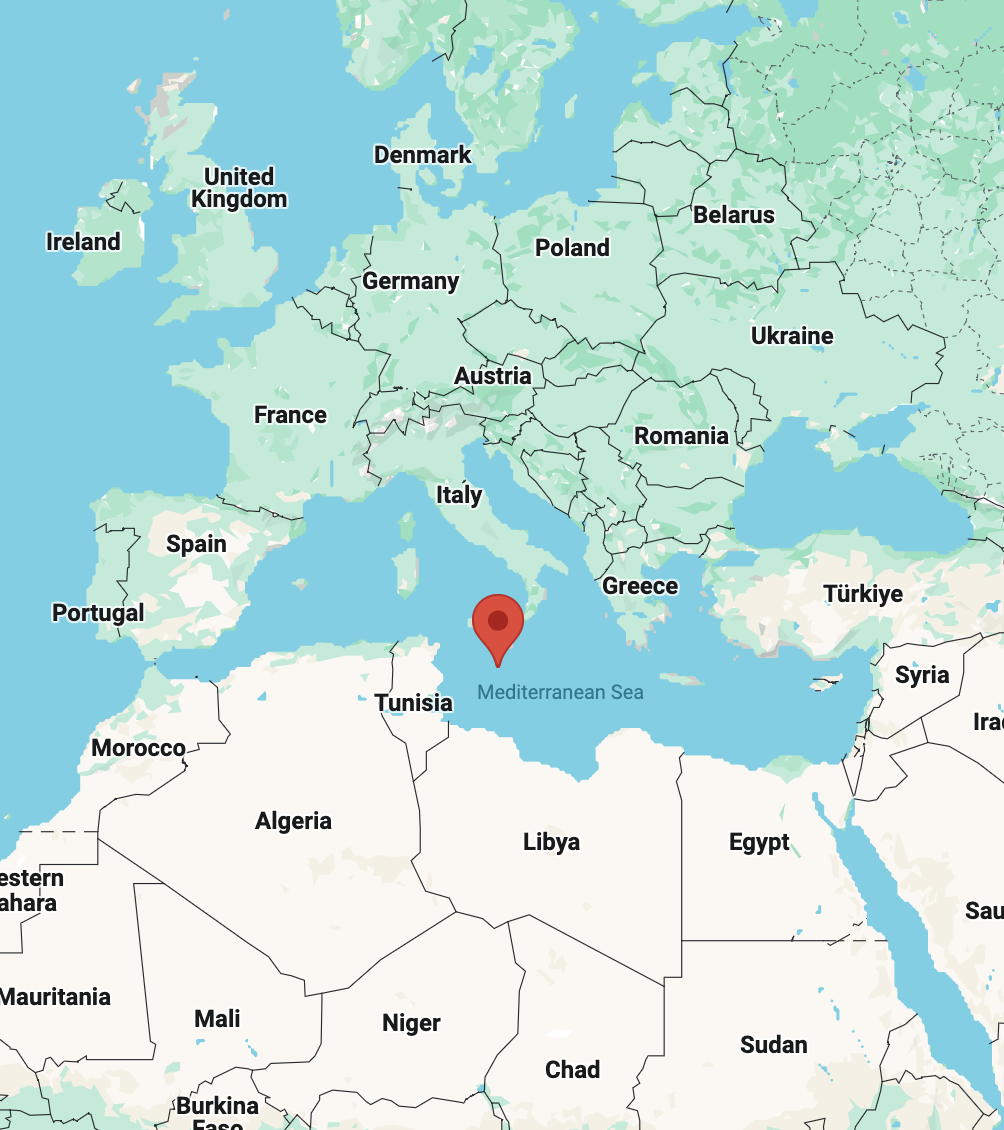 Denmark
United
Kingdom
Belarus
Ireland
Poland
Germany
Ukraine
Austria
France
Romania
Italy
Spain
Greece
Türkiye
Portugal
Syria
Mediterranean Sea
Tunisia
Ira
Morocco
Algeria
Libya
Egypt
estern
ahara
Sau
Mauritania
Mali
Niger
Sudan
Chad
Burkina
Faso